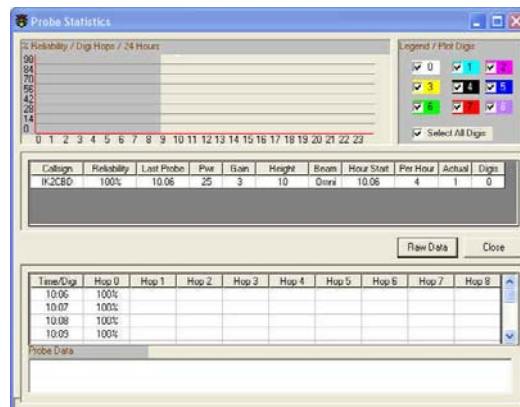 Probe Statistics
% Reliability / Digi Hops / 24 Hours
Legend / Plot Digis
98
84
70
56
42
28
14
0
0 1 2 3 4 5 6 7 8 9 10 11 12 13 14 15 16 17 18 19 20 21 22 23
0 1 2
3 4 5
6 7 8
Select All Digis
Callsign Reliability Last Probe Pwr Gain Height Beam Hour Start Per Hour Actual Digis
IK2CBD 100% 10.06 25 3 10 Omni 10.06 4 1 0
Raw Data Close
Time/Digi Hop 0 Hop 1 Hop 2 Hop 3 Hop 4 Hop 5 Hop 6 Hop 7 Hop 8
10:06 100%
10:07 100%
10:08 100%
10:09 100%
Probe Data